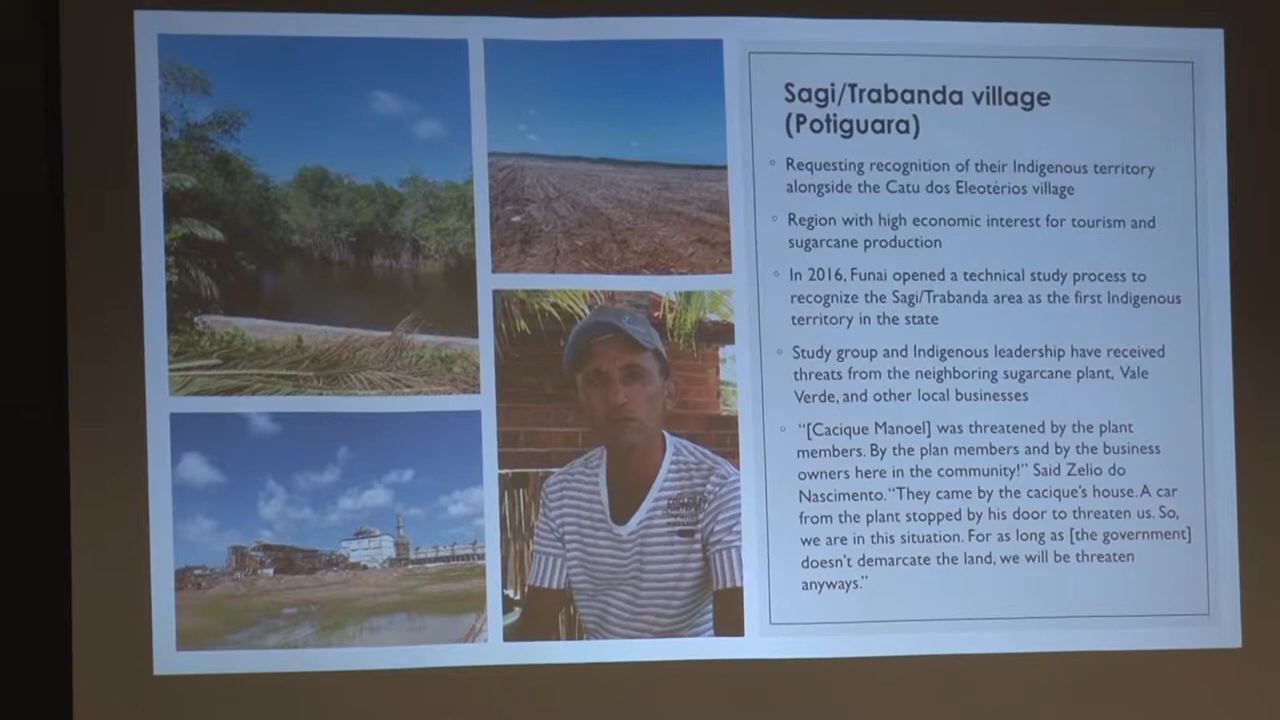 Sagi/Trabanda village
(Potiguara)
Requesting recognition of their Indigenous territory
alongside the Catu dos Eleotérios village
Region with high economic interest for tourism and
sugarcane production
In 2016, Funai opened a technical study process to
recognize the Sagi/Trabanda area as the first Indigenous
territory in the state
Study group and Indigenous leadership have received
threats from the neighboring sugarcane plant, Vale
Verde, and other local businesses
"[Cacique Manoel] was threatened by the plant
members. By the plan members and by the business
owners here in the community!" Said Zelio do
Nascimento. "They came by the cacique's house. A car
from the plant stopped by his door to threaten us. So,
we are in this situation. For as long as [the government]
doesn't demarcate the land, we will be threaten
anyways."